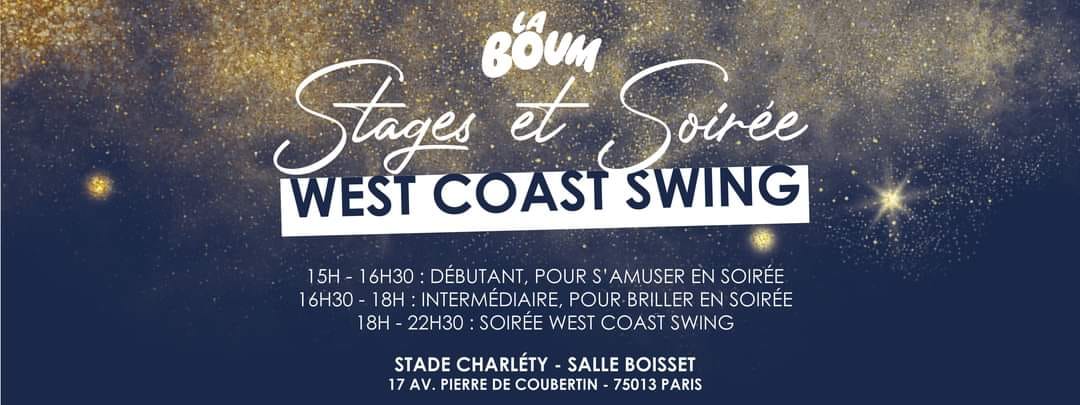 LA
BOUM
Stages et Soirée
WEST COAST SWING
15H - 16H30 : DÉBUTANT, POUR S'AMUSER EN SOIRÉE
16H30 - 18H : INTERMÉDIAIRE, POUR BRILLER EN SOIRÉE
18H - 22H30 : SOIRÉE WEST COAST SWING
STADE CHARLÉTY - SALLE BOISSET
17 AV. PIERRE DE COUBERTIN - 75013 PARIS